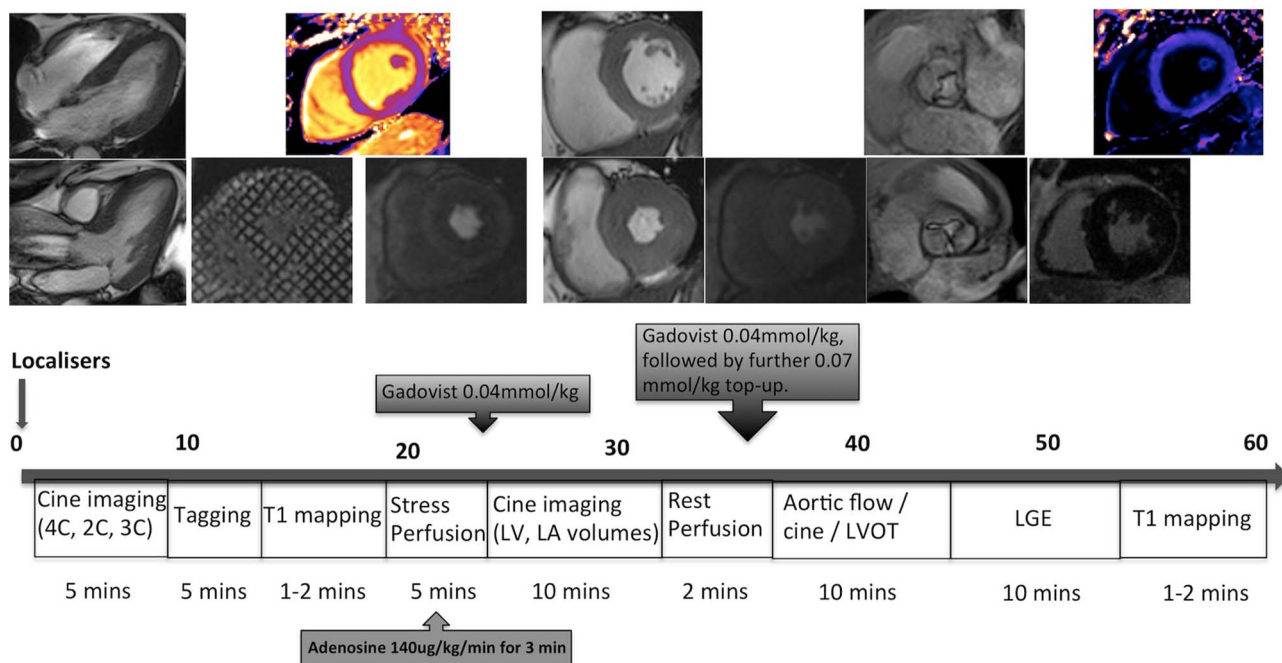 Localisers
Gadovist 0.04mmol/kg
Gadovist 0.04mmol/kg,
followed by further 0.07
mmol/kg top-up.
0
10
20
30
40
50
60
Cine imaging
(4C, 2C, 3C)
Tagging
T1 mapping
Stress
Perfusion
Cine imaging
(LV, LA volumes)
Rest
Perfusion
Aortic flow /
cine / LVOT
LGE
T1 mapping
5 mins
5 mins
1-2 mins
5 mins
10 mins
2 mins
10 mins
10 mins
1-2 mins
Adenosine 140ug/kg/min for 3 min